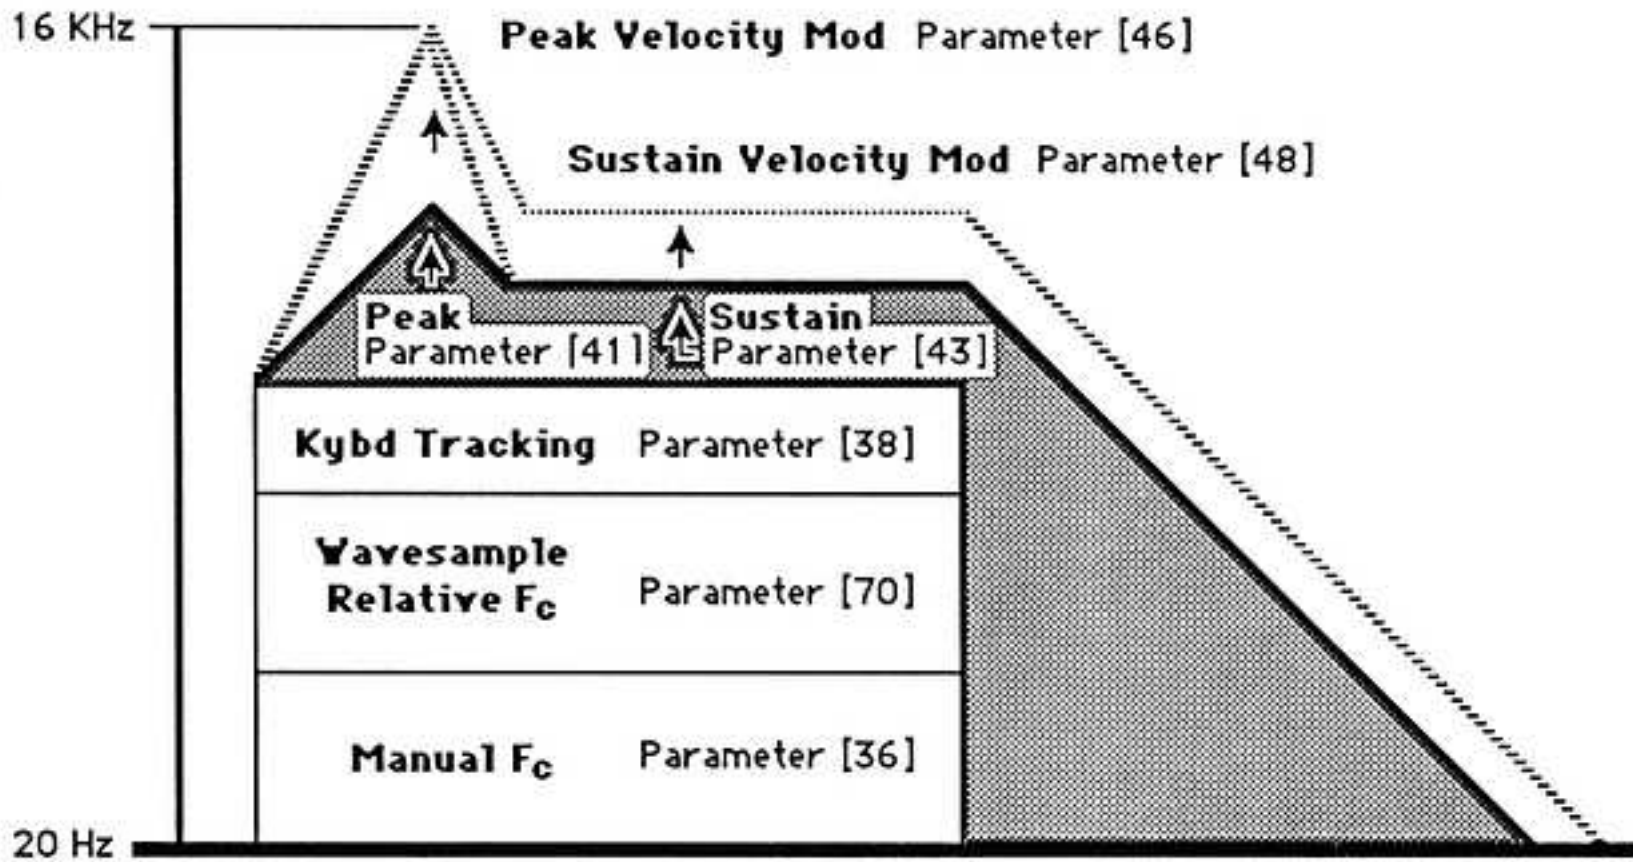 16 KHz
Peak Velocity Mod Parameter [46]
Sustain Velocity Mod Parameter [48]
Peak
Parameter [41]
Sustain
Parameter [43]
Kybd Tracking Parameter [38]
Wavesample
Relative Fc
Parameter [70]
Manual Fc Parameter [36]
20 Hz